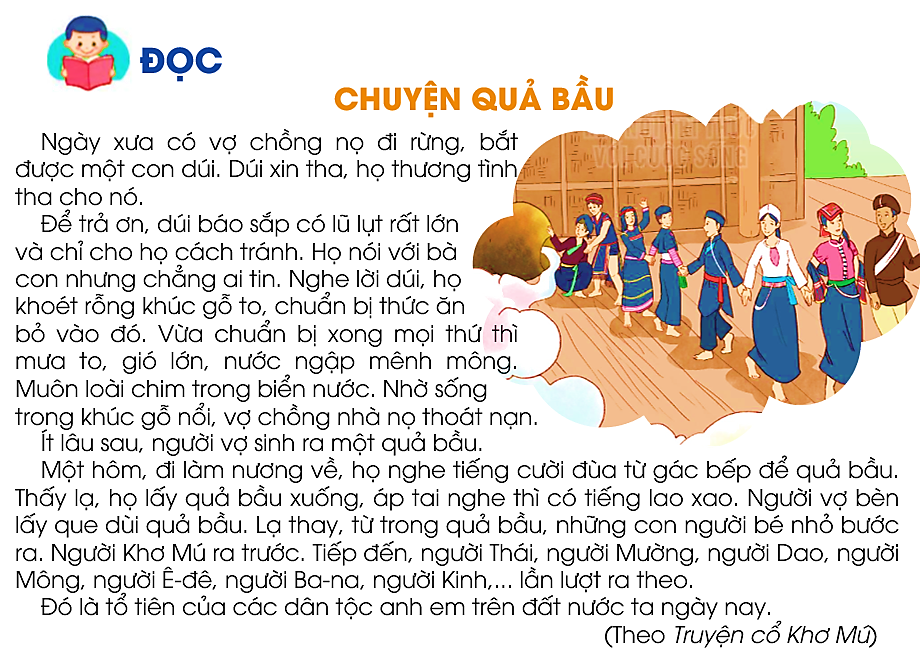 ĐỌC
CHUYỆN QUẢ BẦU
Ngày xưa có vợ chồng nọ đi rừng, bắt
được một con dúi. Dúi xin tha, họ thương tình
tha cho nó.
Để trả ơn, dúi báo sắp có lũ lụt rất lớn
và chỉ cho họ cách tránh. Họ nói với bà
con nhưng chẳng ai tin. Nghe lời dúi, họ
khoét rỗng khúc gỗ to, chuẩn bị thức ăn
bỏ vào đó. Vừa chuẩn bị xong mọi thứ thì
mưa to, gió lớn, nước ngập mênh mông.
Muôn loài chìm trong biển nước. Nhờ sống
trong khúc gỗ nổi, vợ chồng nhà nọ thoát nạn.
Ít lâu sau, người vợ sinh ra một quả bầu.
Một hôm, đi làm nương về, họ nghe tiếng cười đùa từ gác bếp để quả bầu.
Thấy lạ, họ lấy quả bầu xuống, áp tai nghe thì có tiếng lao xao. Người vợ bèn
lấy que dùi quả bầu. Lạ thay, từ trong quả bầu, những con người bé nhỏ bước
ra. Người Khơ Mú ra trước. Tiếp đến, người Thái, người Mường, người Dao, người
Mông, người Ê-đê, người Ba-na, người Kinh,... lần lượt ra theo.
Đó là tổ tiên của các dân tộc anh em trên đất nước ta ngày nay.
(Theo Truyện cổ Khơ Mú)
VỚI CUỘC SỐNG